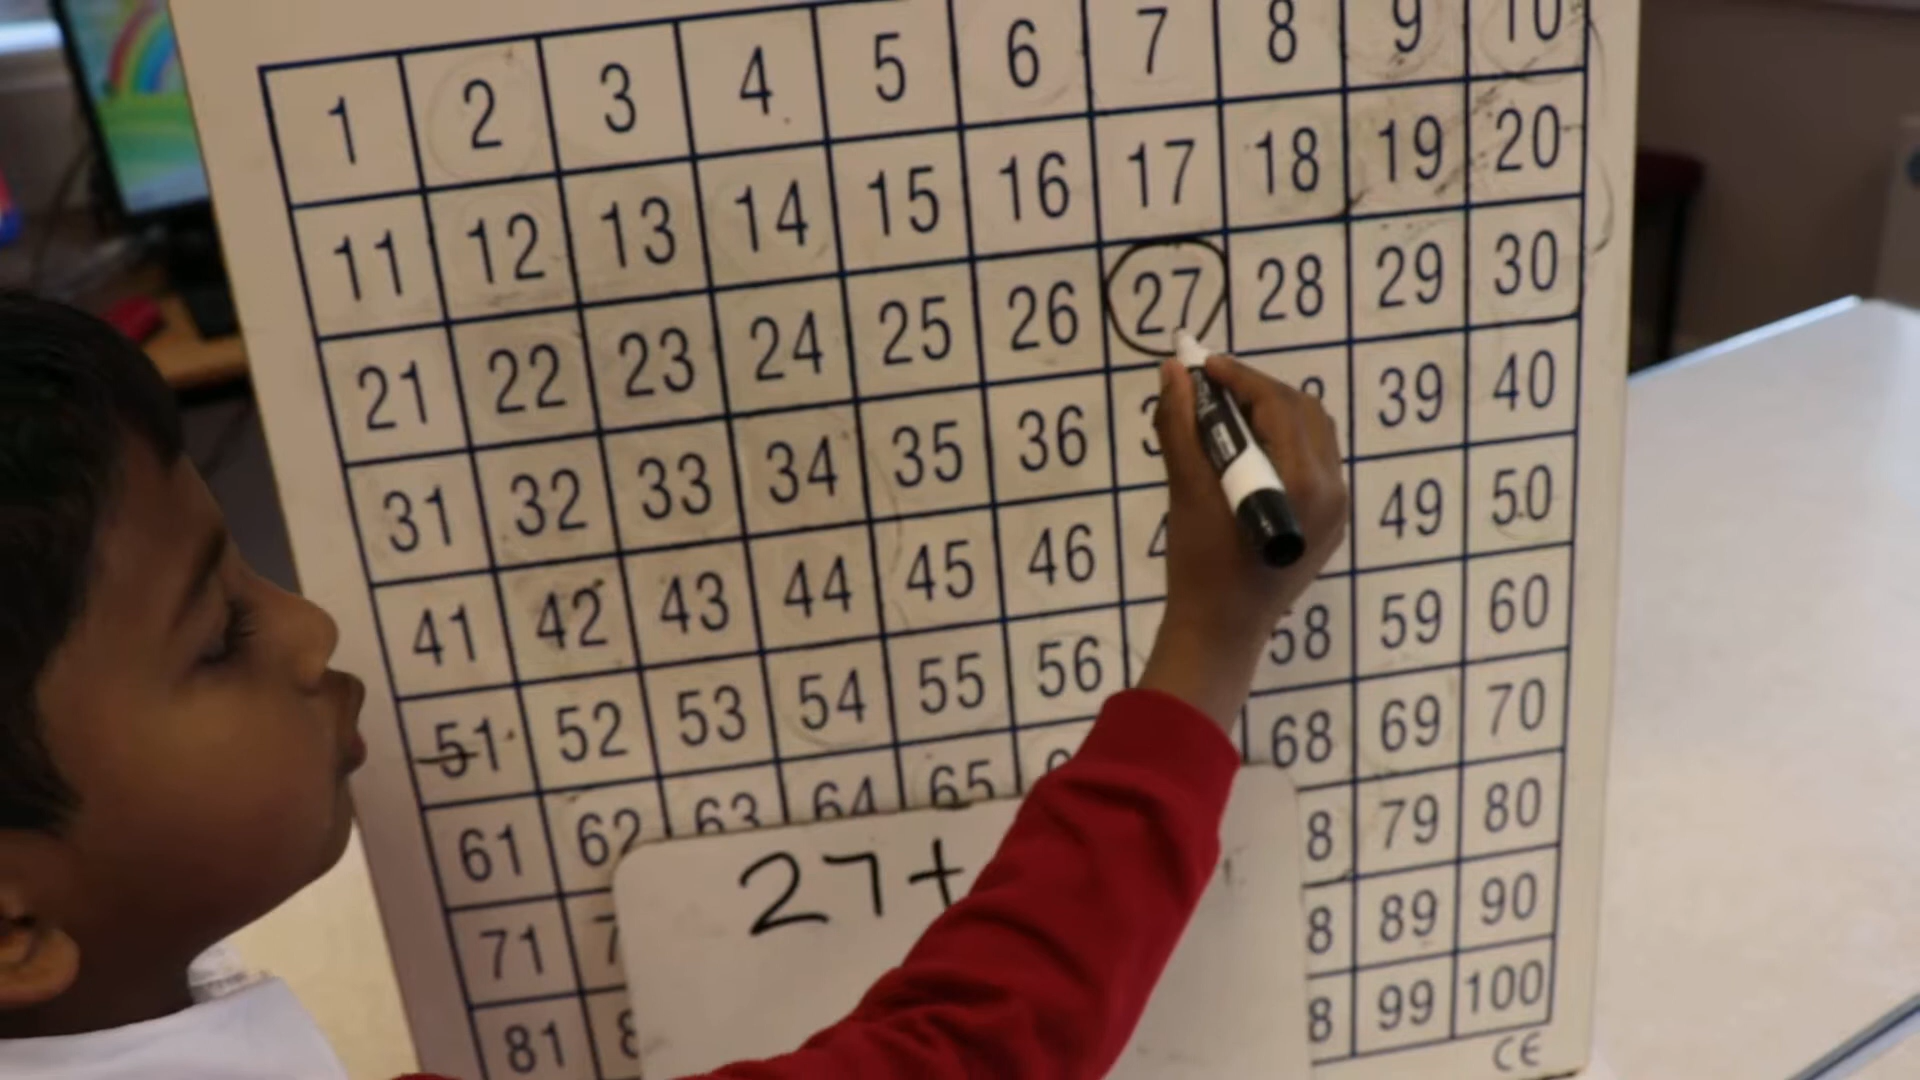 1 2 3 4 5 6 7 8 9 10
11 12 13 14 15 16 17 18 19 20
21 22 23 24 25 26 27 28 29 30
31 32 33 34 35 36 39 40
41 42 43 44 45 46 49 50
51 52 53 54 55 56 58 59 60
61 62 63 64 65 68 69 70
71 79 80
81 89 90
99 100
27+
CE